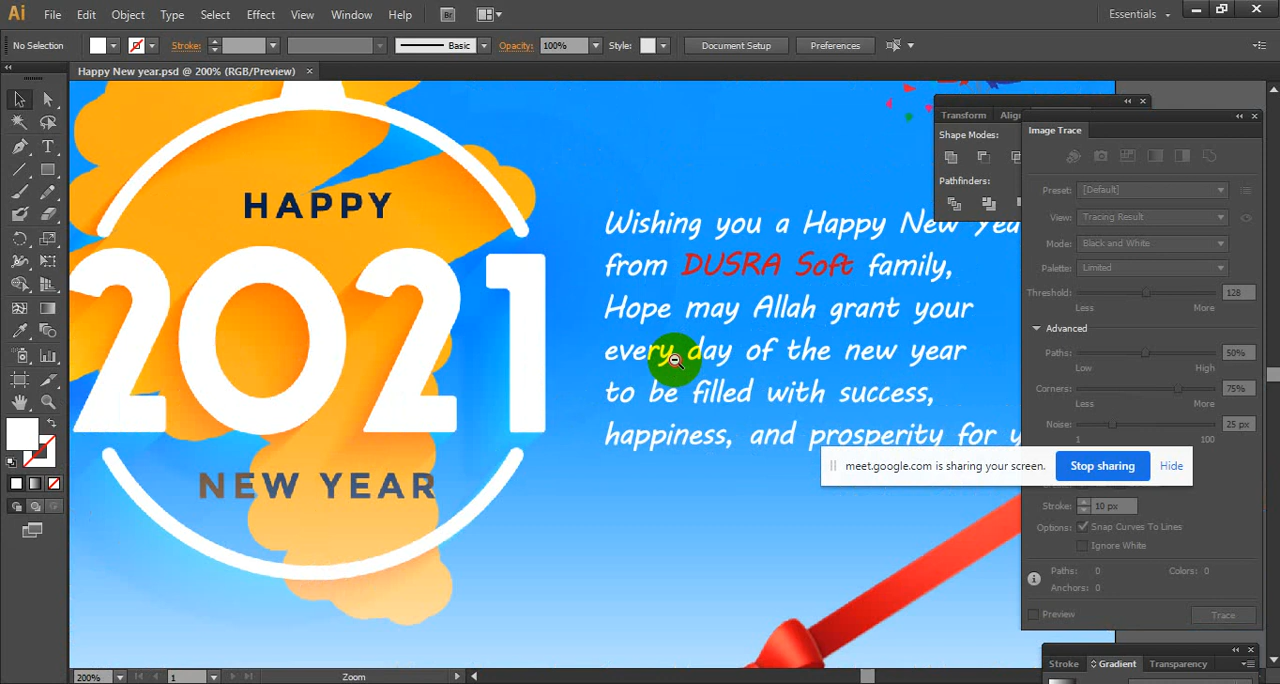 Ai File Edit Object Type Select Effect View Window Help Br Essentials
No Selection Stroke: Basic Opacity: 100% Style: Document Setup Preferences
Happy New year.psd @ 200% (RGB/Preview)
Transform
Shape Modes:
Pathfinders:
Image Trace
Preset: [Default]
View: Tracing Result
Mode: Black and White
Palette: Limited
Threshold: 128
Less More
Advanced
Paths: 50%
Low High
Corners: 75%
Less More
Noise: 25 px
1 100
Stroke: 10 px
Options: Snap Curves To Lines
Ignore White
Paths: 0 Colors: 0
Anchors: 0
Preview Trace
Stroke Gradient Transparency
HAPPY
2021
NEW YEAR
Wishing you a Happy New
from DUSRA Soft family,
Hope may Allah grant your
every day of the new year
to be filled with success,
happiness, and prosperity for
meet.google.com is sharing your screen. Stop sharing Hide
200% 1 Zoom